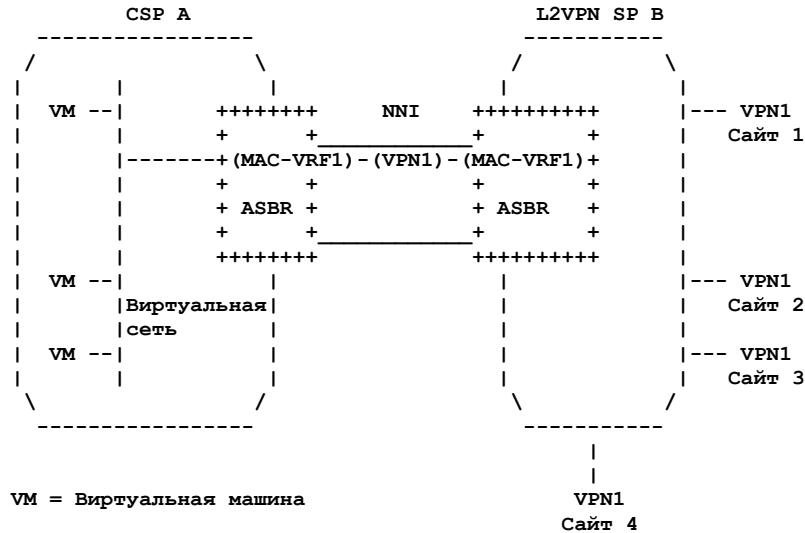 CSP A L2VPN SP B
VM -- NNI --- VPN1
Сайт 1
(MAC-VRF1)-(VPN1)-(MAC-VRF1)
ASBR ASBR
VM -- --- VPN1
Виртуальная Сайт 2
сеть
VM -- --- VPN1
Сайт 3
VM = Виртуальная машина VPN1
Сайт 4